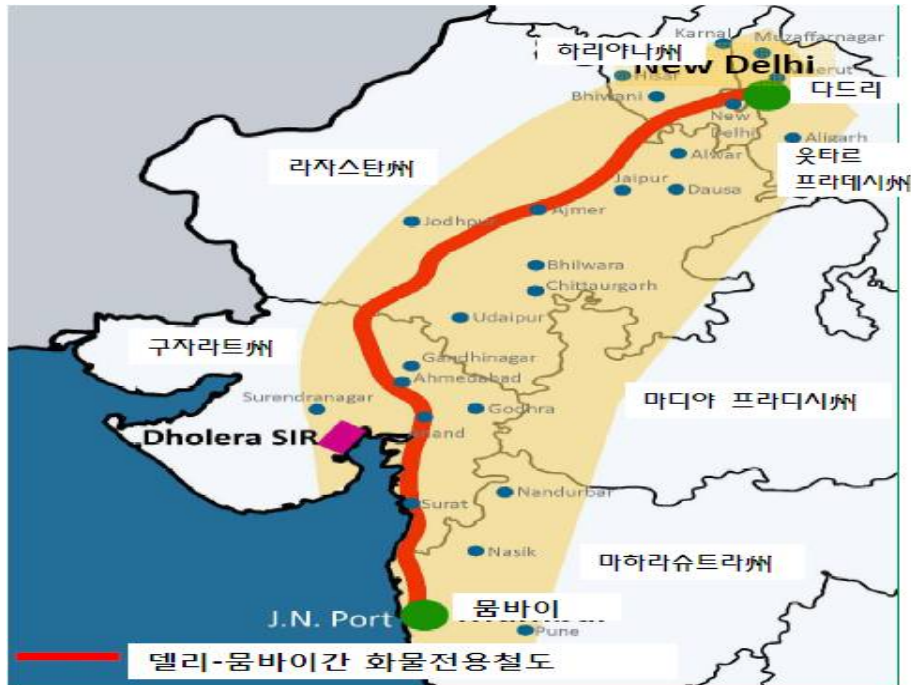 Karnal
Muzaffarnagar
하리야나州
New Delhi
Hisar
다드리
Bhiwani
New
Delhi
Aligarh
Alwar
웃타르
프라데시州
라자스탄州
Jaipur
Dausa
Ajmer
Jodhpur
Bhilwara
Chittaurgarh
Udaipur
구자라트州
Gandhinagar
Ahmedabad
Surendranagar
Godhra
마디야 프라디시州
Dholera SIR
Nandurbar
Surat
Nasik
마하라슈트라州
뭄바이
J.N. Port
Pune
델리-뭄바이간 화물전용철도